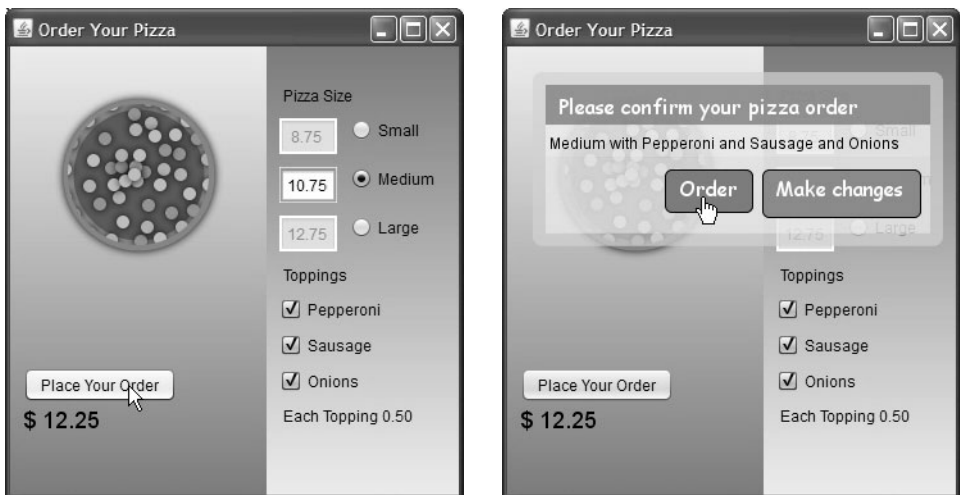 Order Your Pizza
Pizza Size
8.75 Small
10.75 Medium
12.75 Large
Toppings
Pepperoni
Sausage
Onions
Each Topping 0.50
Place Your Order
$ 12.25
Order Your Pizza
Please confirm your pizza order
Medium with Pepperoni and Sausage and Onions
Order
Make changes
12.75 Large
Toppings
Pepperoni
Sausage
Onions
Each Topping 0.50
Place Your Order
$ 12.25